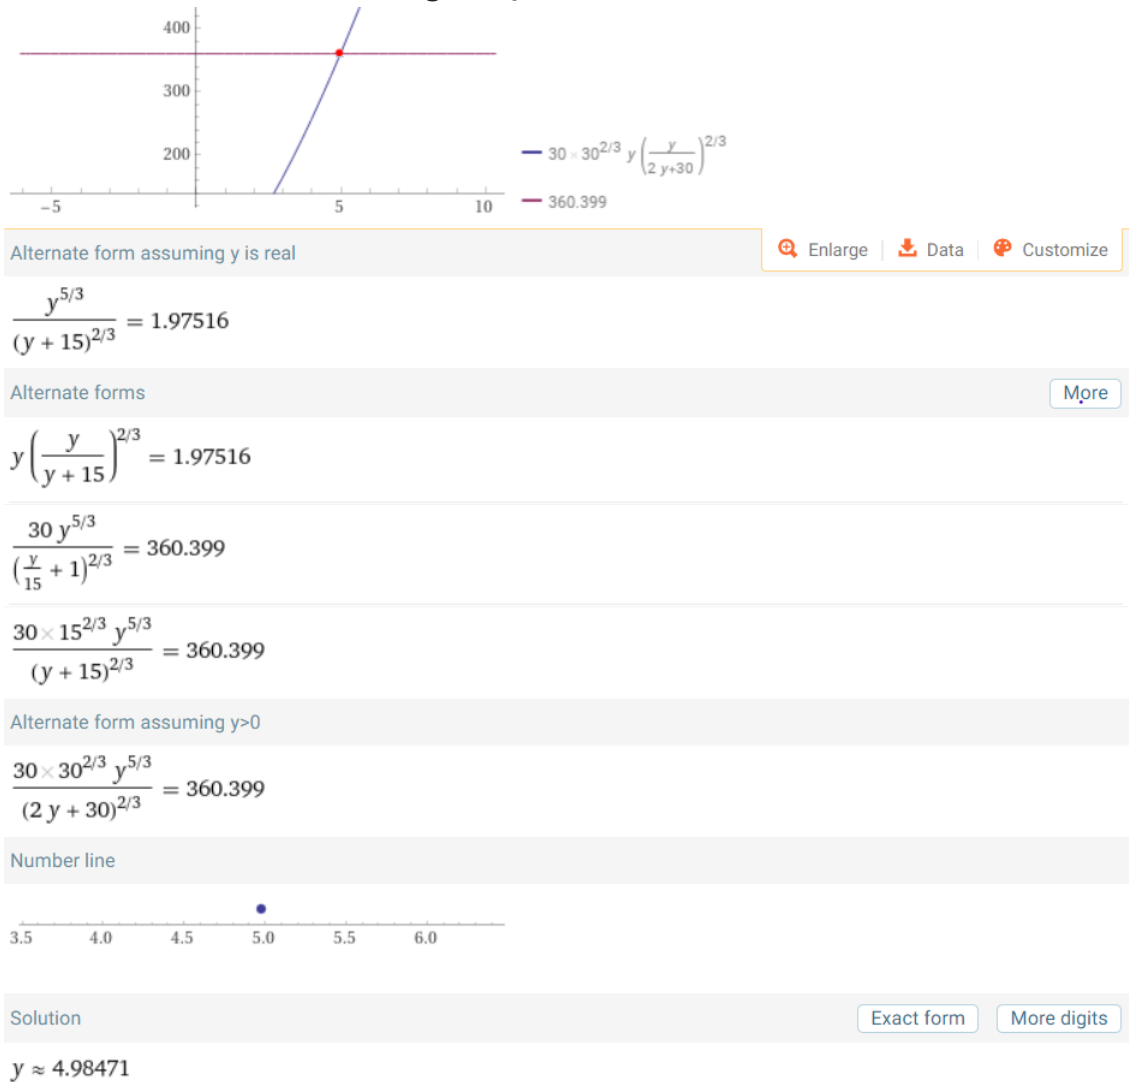 400
300
200
−5 5 10
30 × 30^{2/3} y (y/(2 y+30))^{2/3}
360.399
Alternate form assuming y is real
Enlarge | Data | Customize
y^{5/3}/(y + 15)^{2/3} = 1.97516
Alternate forms
More
y (y/(y + 15))^{2/3} = 1.97516
30 y^{5/3}/(y/15 + 1)^{2/3} = 360.399
30 × 15^{2/3} y^{5/3}/(y + 15)^{2/3} = 360.399
Alternate form assuming y>0
30 × 30^{2/3} y^{5/3}/(2 y + 30)^{2/3} = 360.399
Number line
3.5 4.0 4.5 5.0 5.5 6.0
Solution
Exact form More digits
y ≈ 4.98471